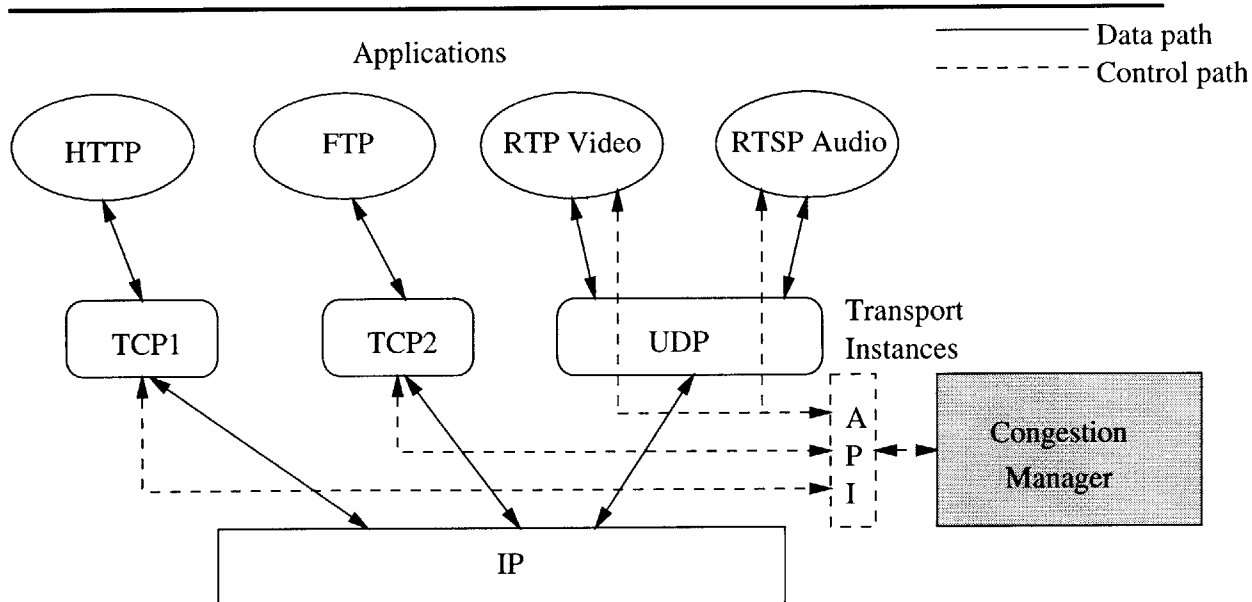 Applications
Data path
Control path
HTTP
FTP
RTP Video
RTSP Audio
TCP1
TCP2
UDP
Transport
Instances
A
P
I
Congestion
Manager
IP